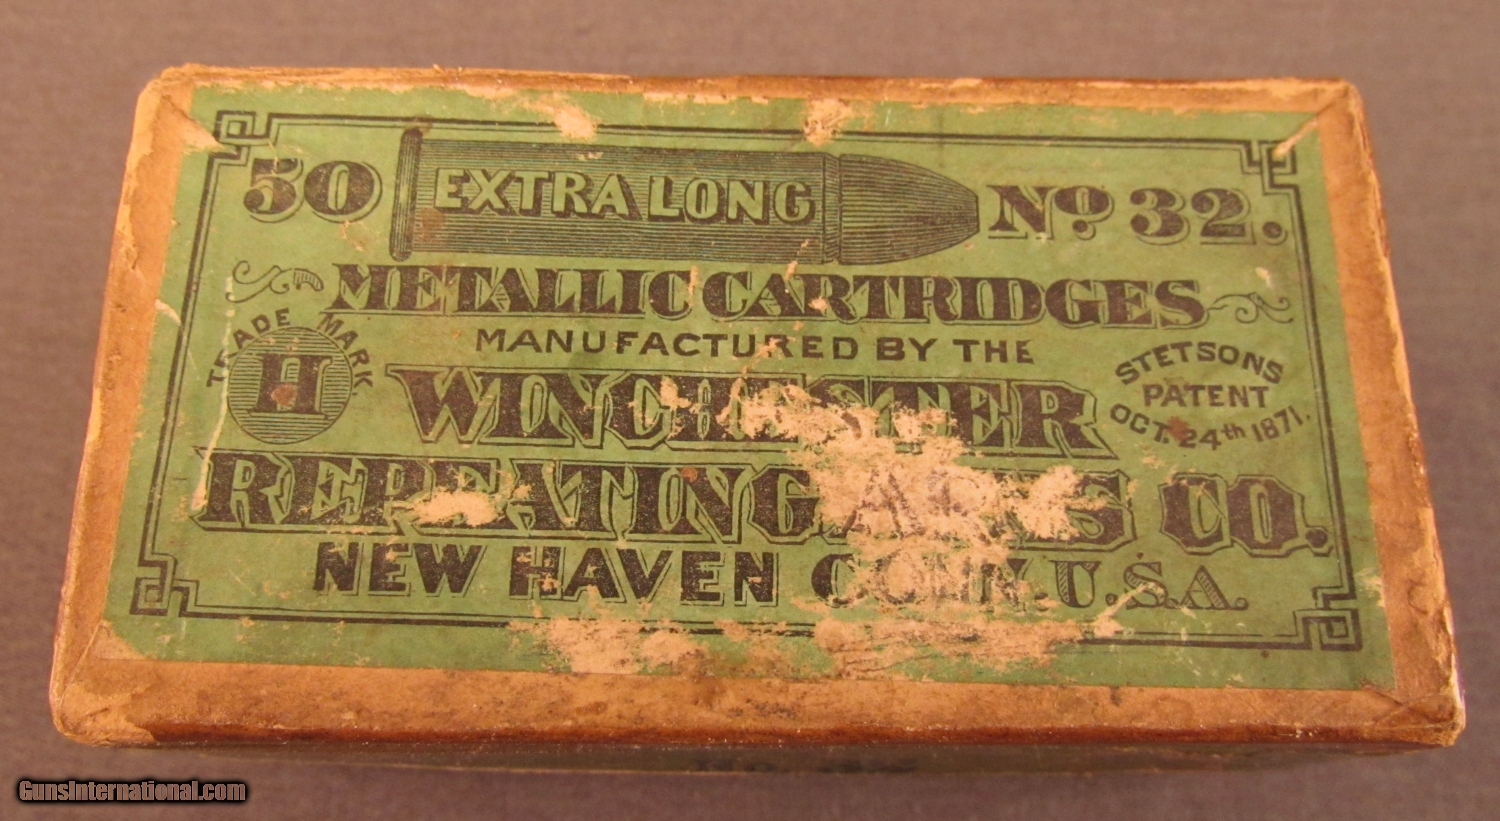 50 EXTRA LONG No. 32.
METALLIC CARTRIDGES
TRADE MARK
H
MANUFACTURED BY THE
STETSONS
PATENT
OCT. 24th 1871.
WINCHESTER
REPEATING ARMS CO.
NEW HAVEN CONN. U.S.A.
GunsInternational.com